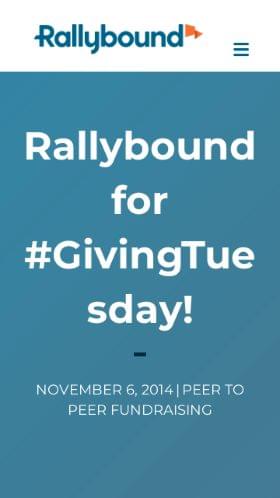 Rallybound
Rallybound
for
#GivingTue
sday!
NOVEMBER 6, 2014 | PEER TO
PEER FUNDRAISING